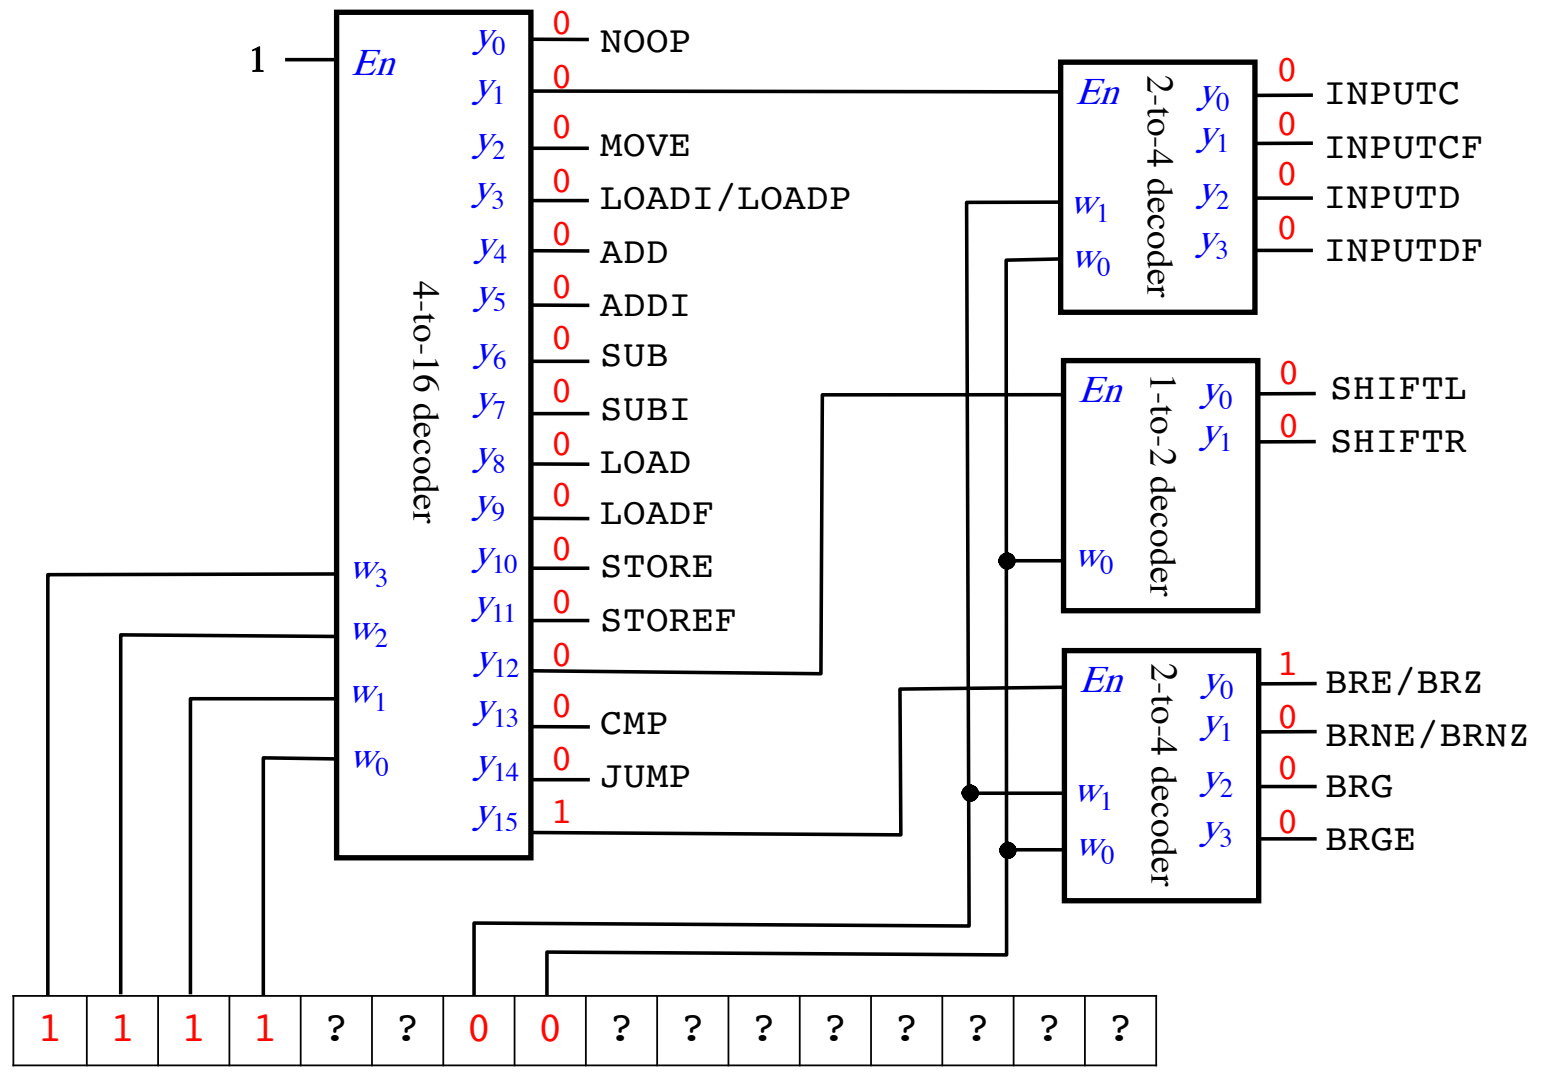 1
En
4-to-16 decoder
w3
w2
w1
w0
y0 0 NOOP
y1 0
y2 0 MOVE
y3 0 LOADI/LOADP
y4 0 ADD
y5 0 ADDI
y6 0 SUB
y7 0 SUBI
y8 0 LOAD
y9 0 LOADF
y10 0 STORE
y11 0 STOREF
y12 0
y13 0 CMP
y14 0 JUMP
y15 1
En
2-to-4 decoder
w1
w0
y0 0 INPUTC
y1 0 INPUTCF
y2 0 INPUTD
y3 0 INPUTDF
En
1-to-2 decoder
w0
y0 0 SHIFTL
y1 0 SHIFTR
En
2-to-4 decoder
w1
w0
y0 1 BRE/BRZ
y1 0 BRNE/BRNZ
y2 0 BRG
y3 0 BRGE
1 1 1 1 ? ? 0 0 ? ? ? ? ? ? ? ?